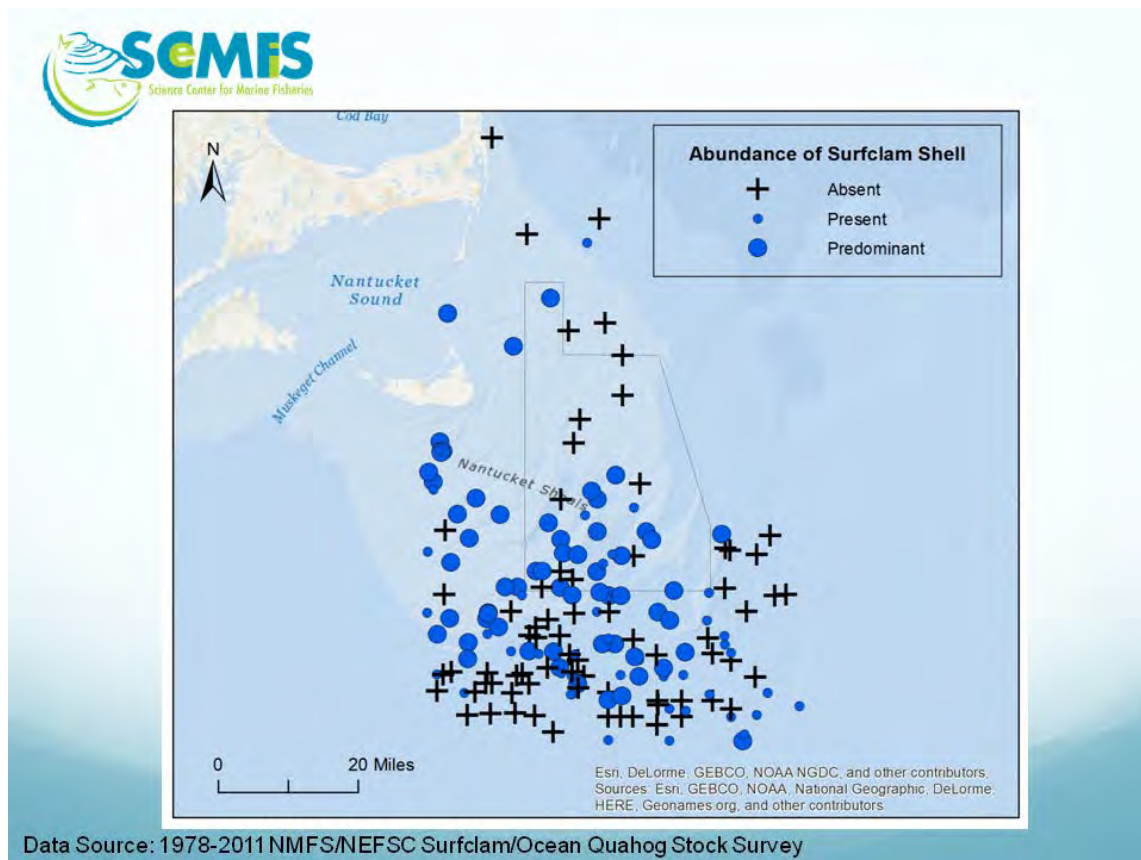 SCeMFiS
Science Center for Marine Fisheries
Cod Bay
N
Abundance of Surfclam Shell
Absent
Present
Predominant
Nantucket
Sound
Muskeget Channel
Nantucket Shoals
0 20 Miles
Esri, DeLorme, GEBCO, NOAA NGDC, and other contributors,
Sources: Esri, GEBCO, NOAA, National Geographic, DeLorme,
HERE, Geonames.org, and other contributors
Data Source: 1978-2011 NMFS/NEFSC Surfclam/Ocean Quahog Stock Survey